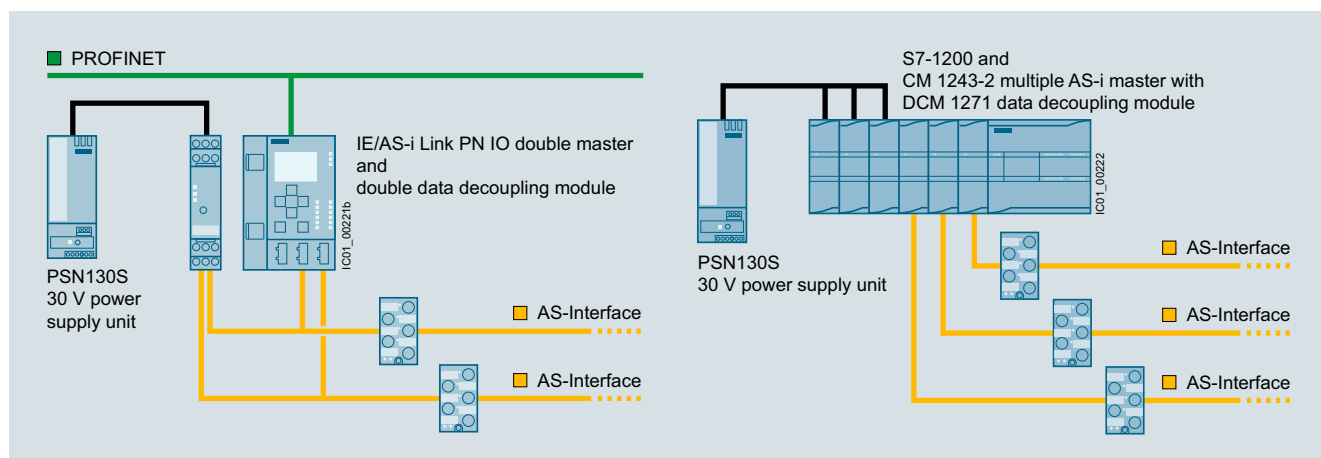 PROFINET
IE/AS-i Link PN IO double master
and
double data decoupling module
IC01_00221b
PSN130S
30 V power
supply unit
AS-Interface
AS-Interface
S7-1200 and
CM 1243-2 multiple AS-i master with
DCM 1271 data decoupling module
IC01_00222
PSN130S
30 V power supply unit
AS-Interface
AS-Interface
AS-Interface